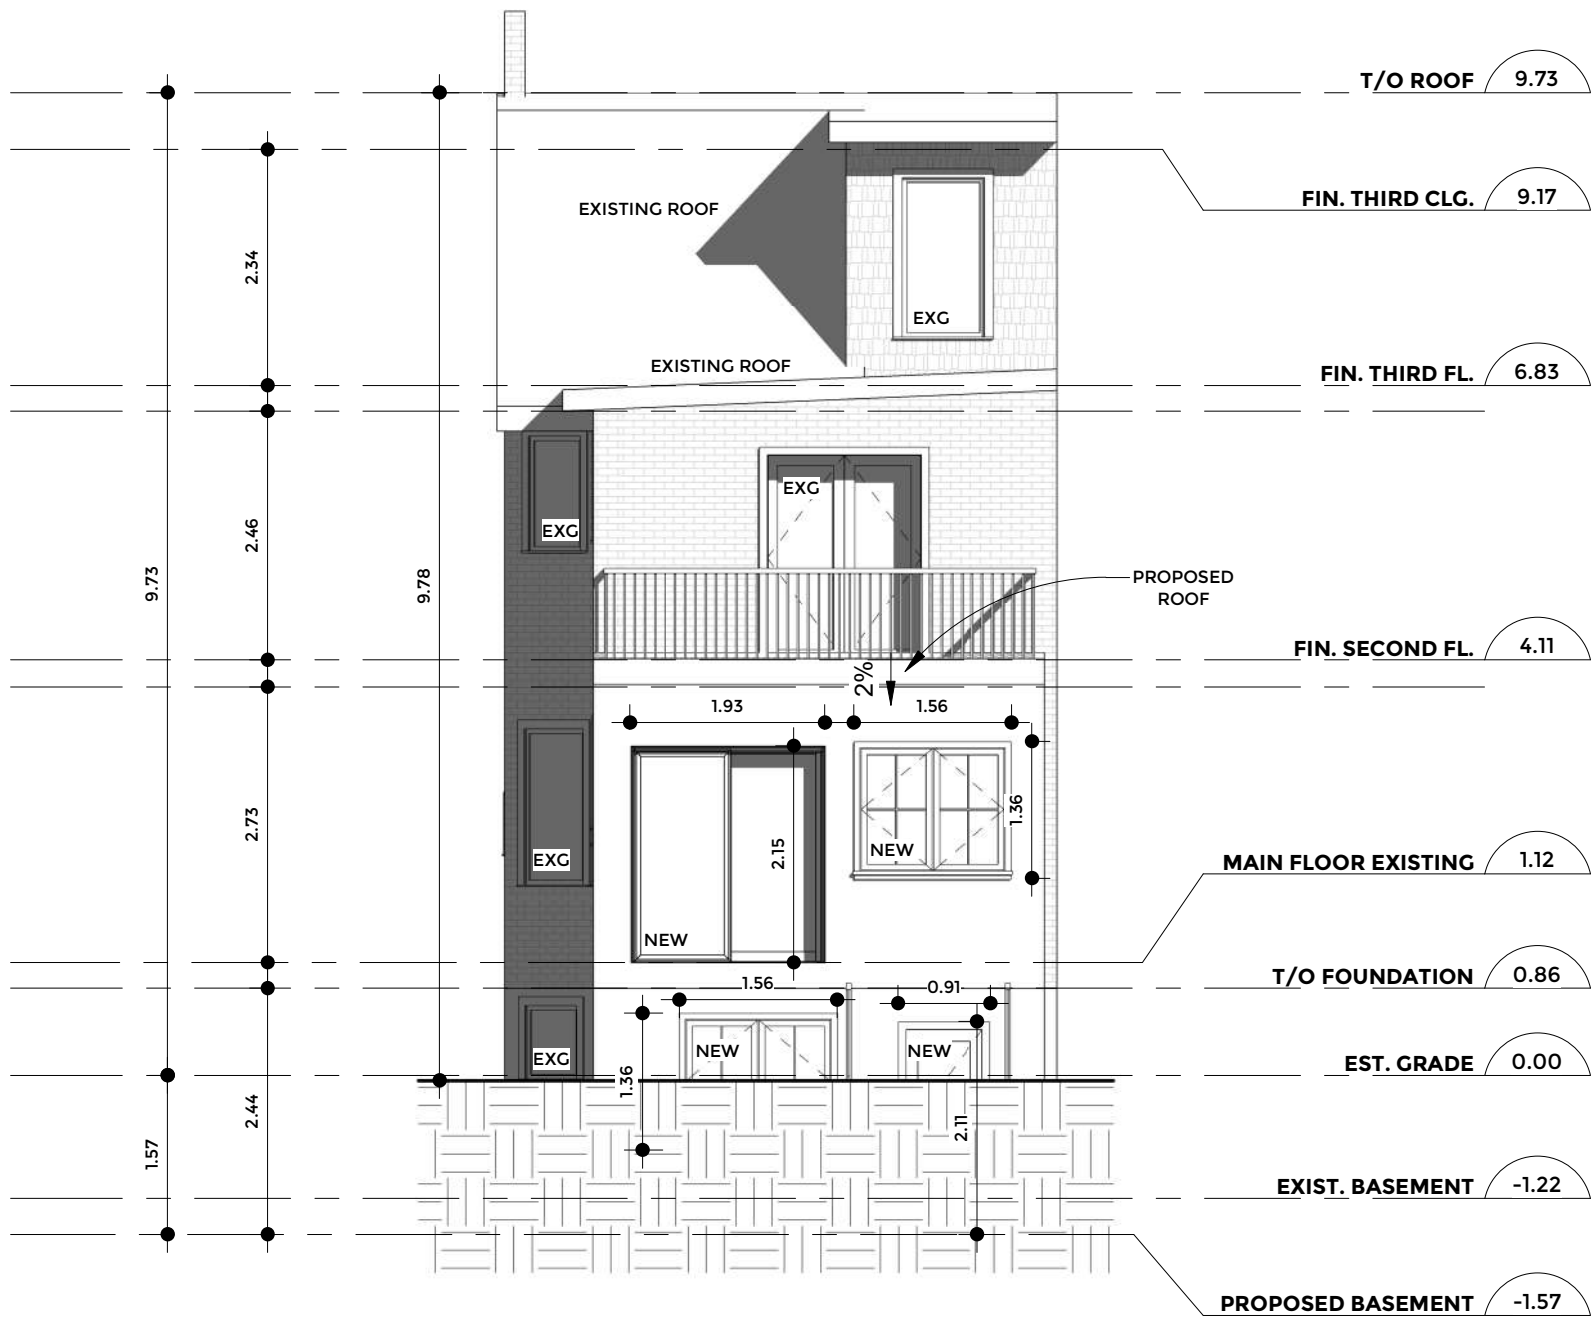 T/O ROOF 9.73
FIN. THIRD CLG. 9.17
EXISTING ROOF
2.34
EXG
EXISTING ROOF
FIN. THIRD FL. 6.83
EXG
EXG
2.46
9.73
9.78
PROPOSED
ROOF
FIN. SECOND FL. 4.11
2%
1.93
1.56
2.73
2.15
1.36
NEW
EXG
MAIN FLOOR EXISTING 1.12
NEW
T/O FOUNDATION 0.86
1.56
0.91
NEW
NEW
EXG
EST. GRADE 0.00
1.36
2.44
2.11
1.57
EXIST. BASEMENT -1.22
PROPOSED BASEMENT -1.57